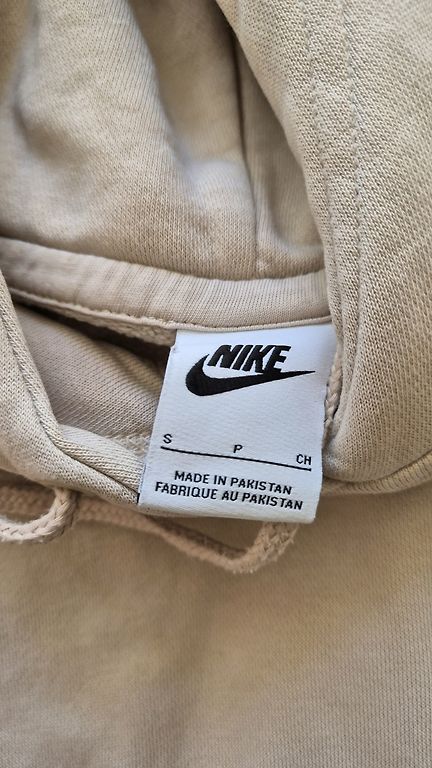 NIKE
S P CH
MADE IN PAKISTAN
FABRIQUE AU PAKISTAN